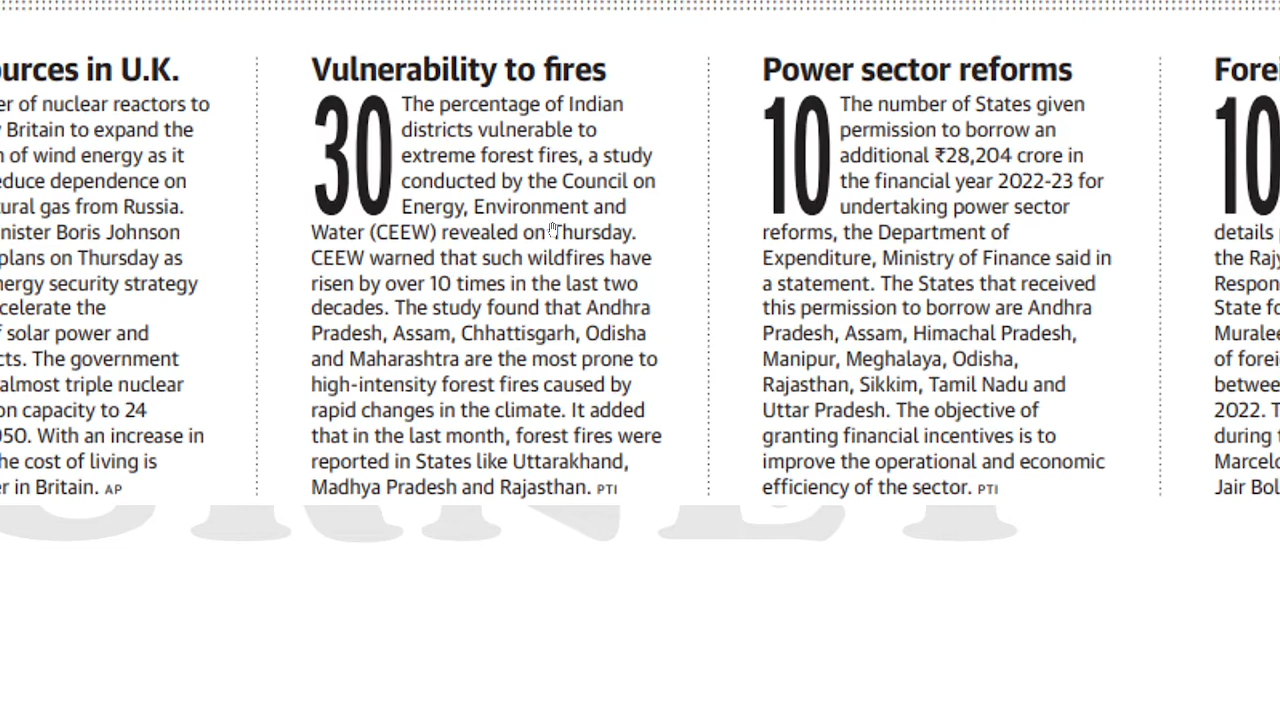 ources in U.K.
er of nuclear reactors to
Britain to expand the
of wind energy as it
educe dependence on
ural gas from Russia.
nister Boris Johnson
plans on Thursday as
nergy security strategy
celerate the
solar power and
cts. The government
almost triple nuclear
on capacity to 24
050. With an increase in
he cost of living is
er in Britain. AP
Vulnerability to fires
30 The percentage of Indian
districts vulnerable to
extreme forest fires, a study
conducted by the Council on
Energy, Environment and
Water (CEEW) revealed on Thursday.
CEEW warned that such wildfires have
risen by over 10 times in the last two
decades. The study found that Andhra
Pradesh, Assam, Chhattisgarh, Odisha
and Maharashtra are the most prone to
high-intensity forest fires caused by
rapid changes in the climate. It added
that in the last month, forest fires were
reported in States like Uttarakhand,
Madhya Pradesh and Rajasthan. PTI
Power sector reforms
10 The number of States given
permission to borrow an
additional ₹28,204 crore in
the financial year 2022-23 for
undertaking power sector
reforms, the Department of
Expenditure, Ministry of Finance said in
a statement. The States that received
this permission to borrow are Andhra
Pradesh, Assam, Himachal Pradesh,
Manipur, Meghalaya, Odisha,
Rajasthan, Sikkim, Tamil Nadu and
Uttar Pradesh. The objective of
granting financial incentives is to
improve the operational and economic
efficiency of the sector. PTI
Forei
10
details
the Raj
Respon
State fo
Muralee
of forei
between
2022. T
during
Marcelo
Jair Bol